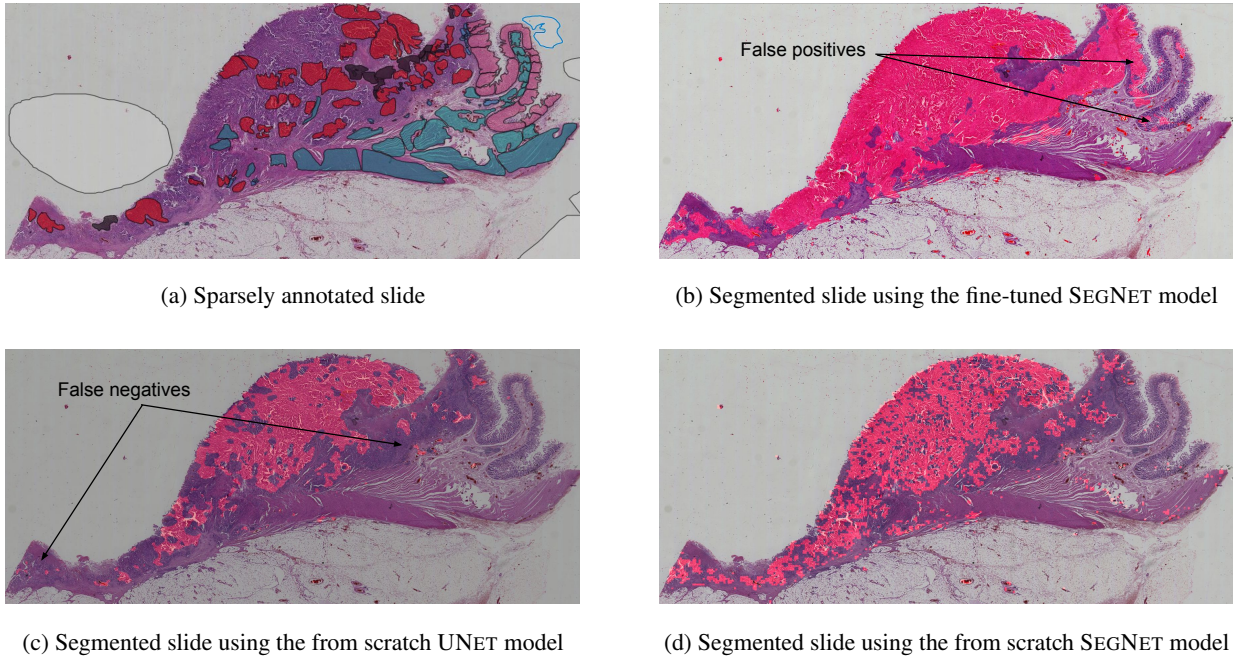 False positives
(a) Sparsely annotated slide
(b) Segmented slide using the fine-tuned SEGNET model
False negatives
(c) Segmented slide using the from scratch UNET model
(d) Segmented slide using the from scratch SEGNET model